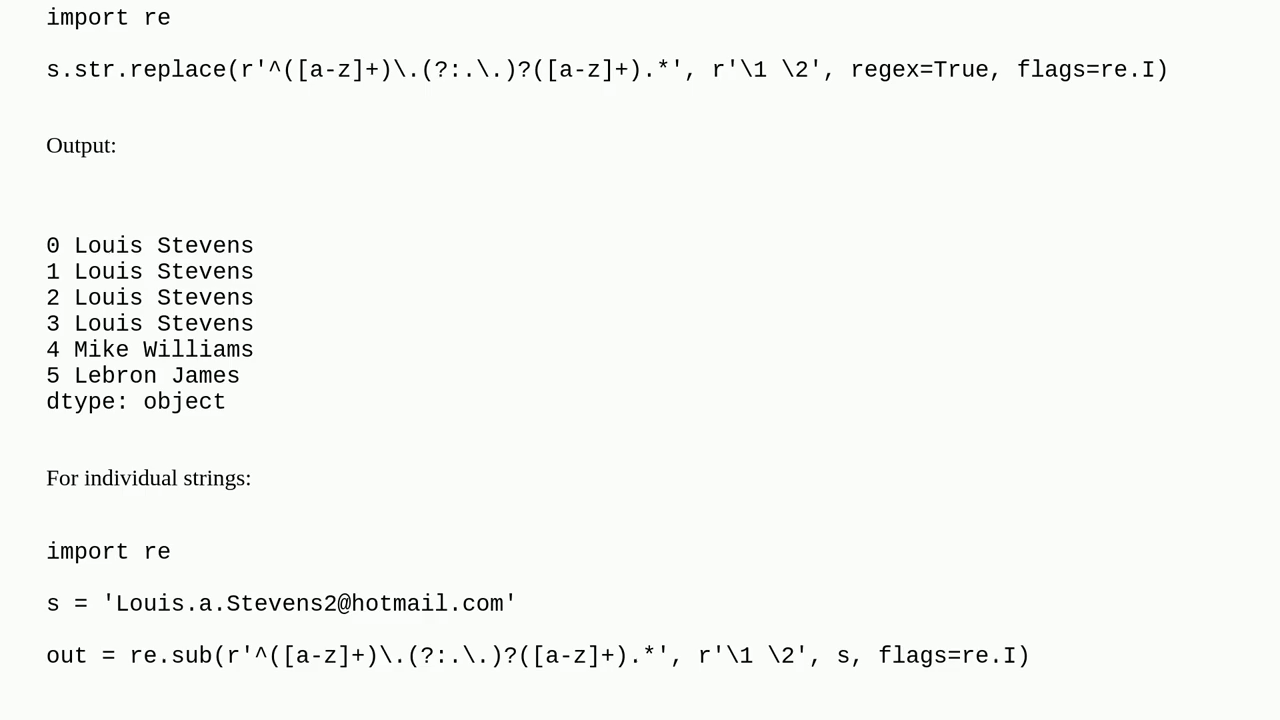 import re
s.str.replace(r'^([a-z]+)\.(?:.\.)?([a-z]+).*', r'\1 \2', regex=True, flags=re.I)
Output:
0 Louis Stevens
1 Louis Stevens
2 Louis Stevens
3 Louis Stevens
4 Mike Williams
5 Lebron James
dtype: object
For individual strings:
import re
s = 'Louis.a.Stevens2@hotmail.com'
out = re.sub(r'^([a-z]+)\.(?:.\.)?([a-z]+).*', r'\1 \2', s, flags=re.I)